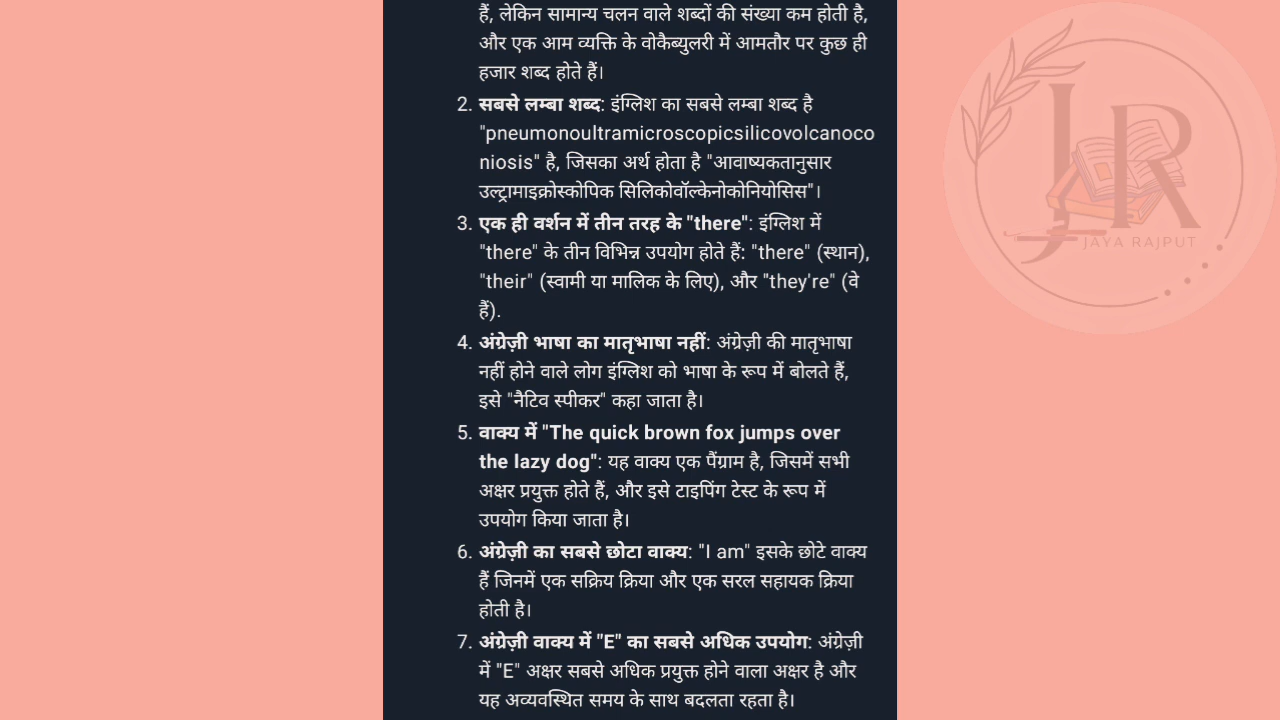 हैं, लेकिन सामान्य चलन वाले शब्दों की संख्या कम होती है,
और एक आम व्यक्ति के वोकैब्युलरी में आमतौर पर कुछ ही
हजार शब्द होते हैं।
2. सबसे लम्बा शब्द: इंग्लिश का सबसे लम्बा शब्द है
"pneumonoultramicroscopicsilicovolcanoco
niosis" है, जिसका अर्थ होता है "आवाष्यकतानुसार
उल्ट्रामाइक्रोस्कोपिक सिलिकोवॉल्केनोकोनियोसिस"।
3. एक ही वर्शन में तीन तरह के "there": इंग्लिश में
"there" के तीन विभिन्न उपयोग होते हैं: "there" (स्थान),
"their" (स्वामी या मालिक के लिए), और "they're" (वे
हैं).
4. अंग्रेज़ी भाषा का मातृभाषा नहीं: अंग्रेज़ी की मातृभाषा
नहीं होने वाले लोग इंग्लिश को भाषा के रूप में बोलते हैं,
इसे "नैटिव स्पीकर" कहा जाता है।
5. वाक्य में "The quick brown fox jumps over
the lazy dog": यह वाक्य एक पैंग्राम है, जिसमें सभी
अक्षर प्रयुक्त होते हैं, और इसे टाइपिंग टेस्ट के रूप में
उपयोग किया जाता है।
6. अंग्रेज़ी का सबसे छोटा वाक्य: "I am" इसके छोटे वाक्य
हैं जिनमें एक सक्रिय क्रिया और एक सरल सहायक क्रिया
होती है।
7. अंग्रेज़ी वाक्य में "E" का सबसे अधिक उपयोग: अंग्रेज़ी
में "E" अक्षर सबसे अधिक प्रयुक्त होने वाला अक्षर है और
यह अव्यवस्थित समय के साथ बदलता रहता है।
JR
JAYA RAJPUT